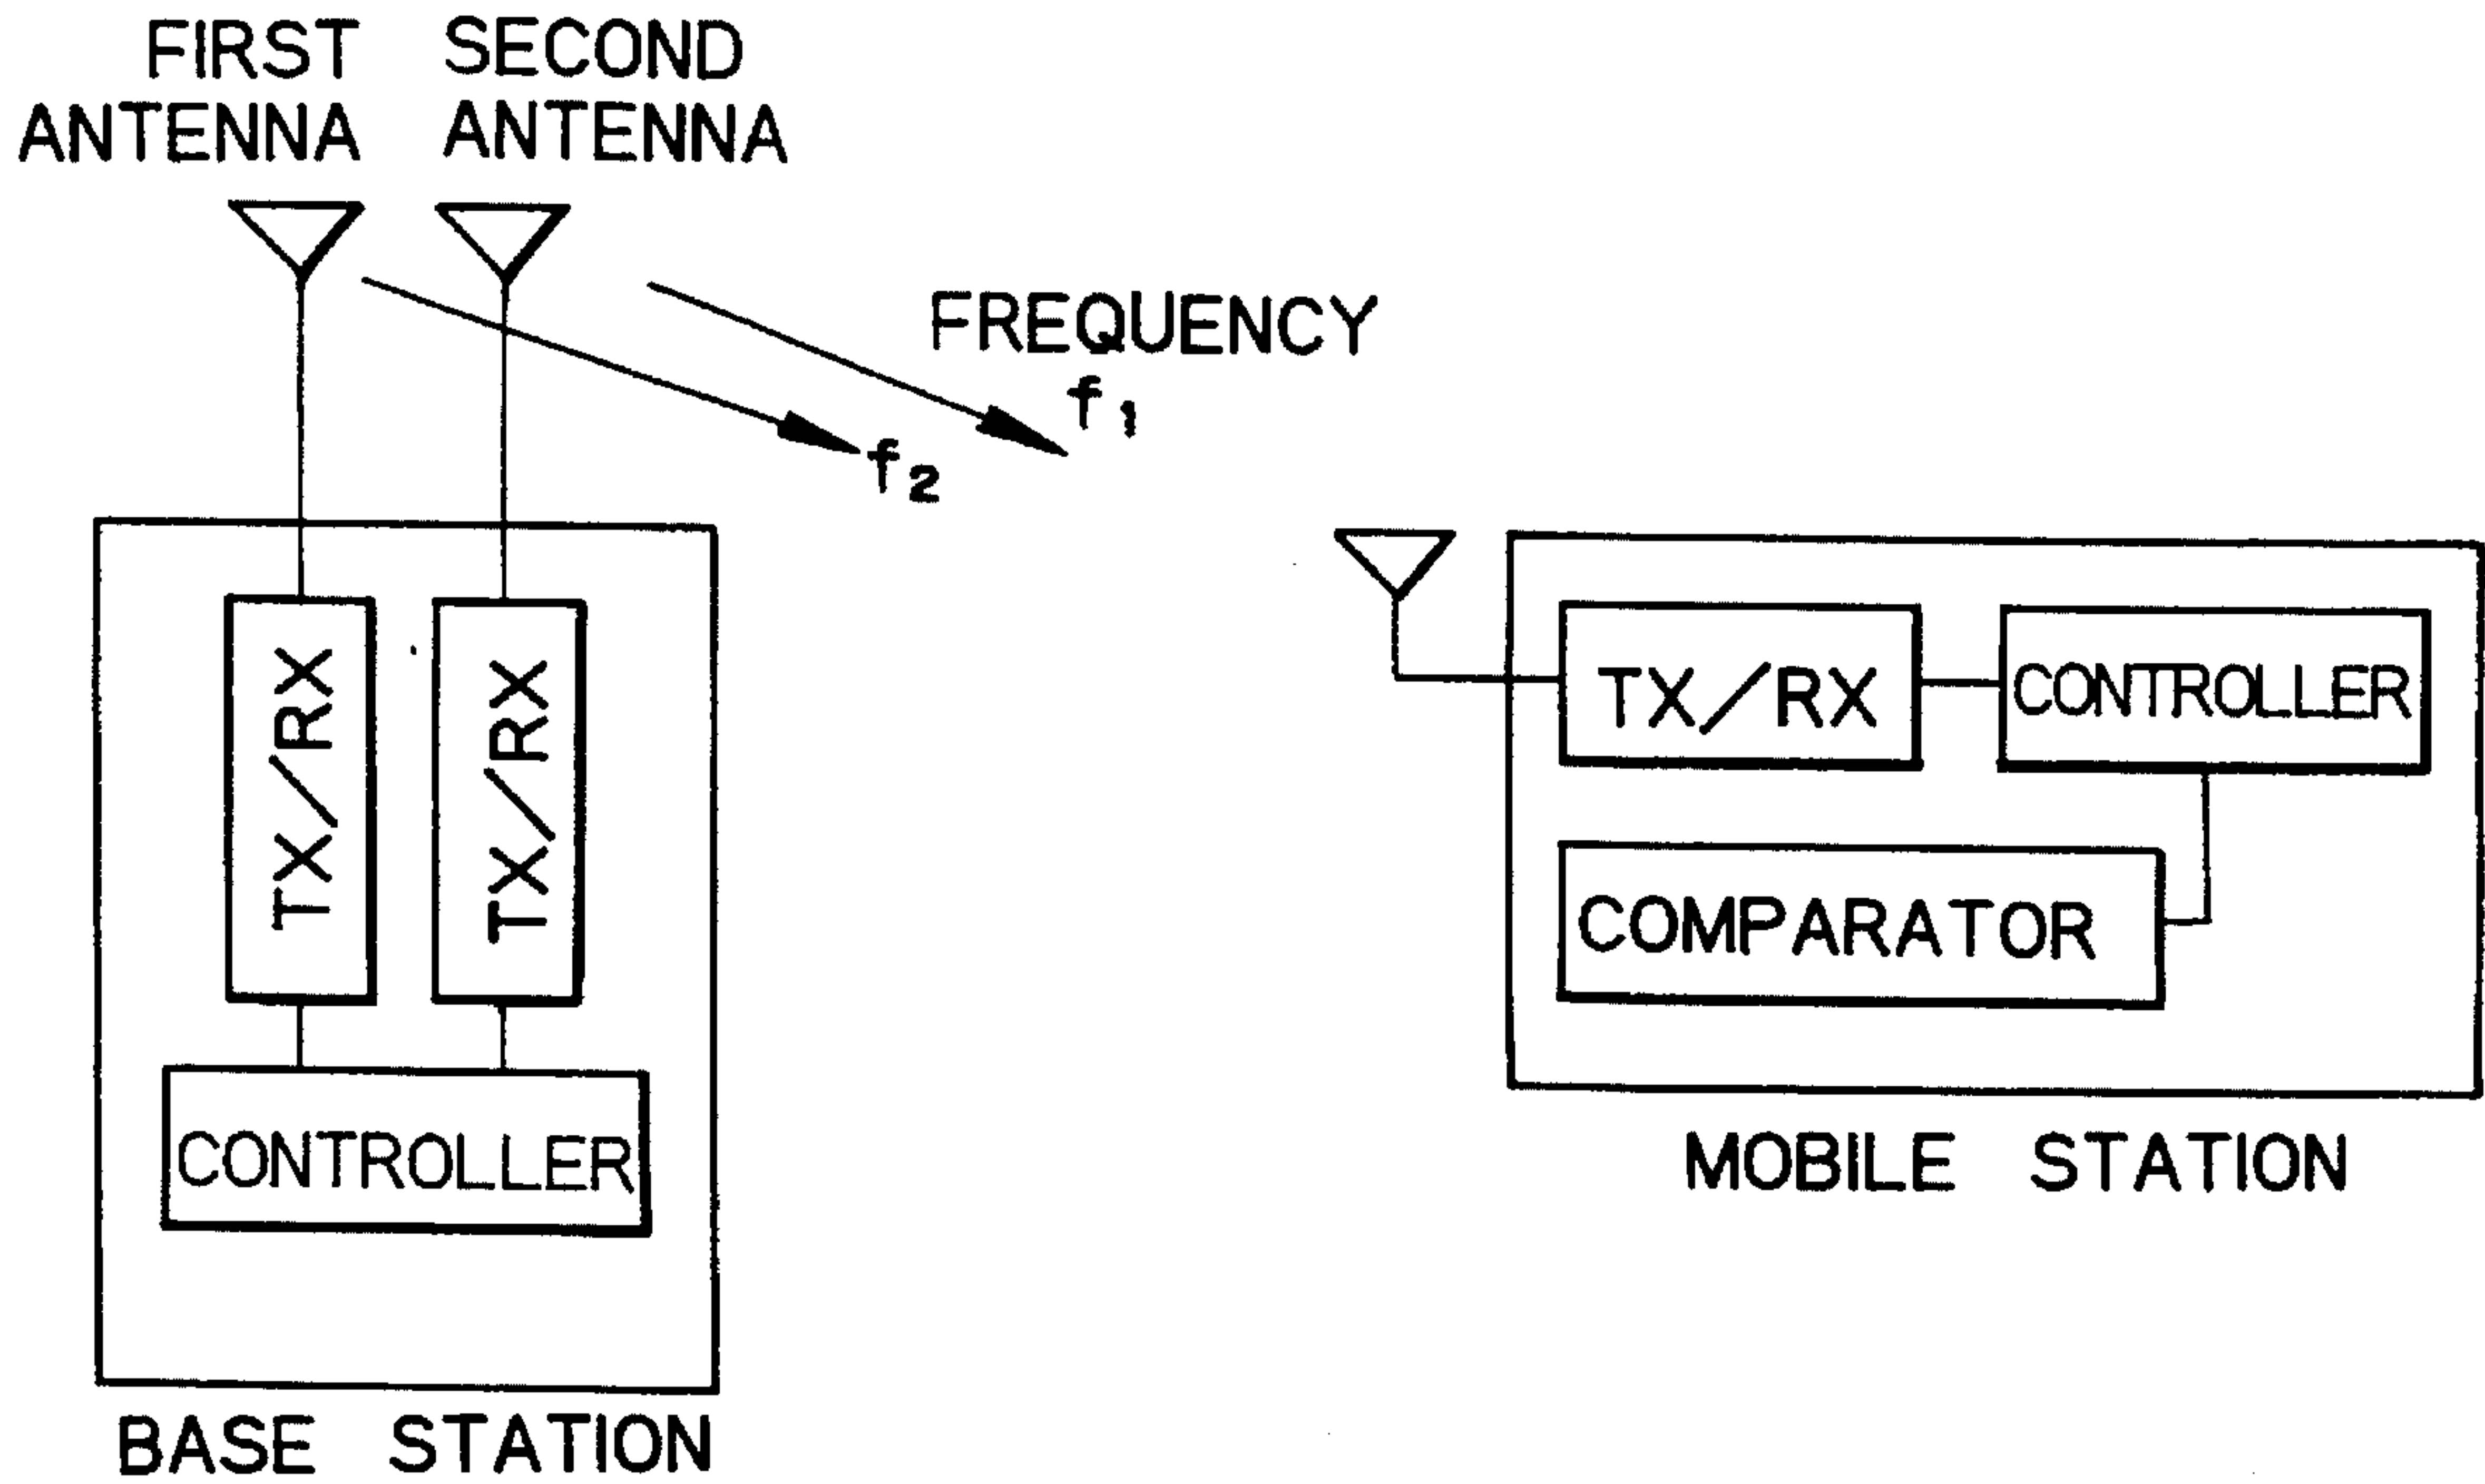 FIRST SECOND
ANTENNA ANTENNA
FREQUENCY
f1
f2
TX/RX
TX/RX
CONTROLLER
BASE STATION
TX/RX
CONTROLLER
COMPARATOR
MOBILE STATION